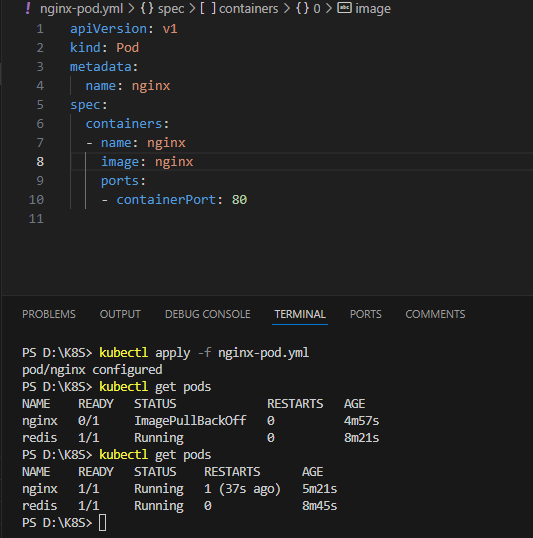 ! nginx-pod.yml > {} spec > [ ] containers > {} 0 > abc image
1 apiVersion: v1
2 kind: Pod
3 metadata:
4   name: nginx
5 spec:
6   containers:
7   - name: nginx
8     image: nginx
9     ports:
10     - containerPort: 80
11
PROBLEMS OUTPUT DEBUG CONSOLE TERMINAL PORTS COMMENTS
PS D:\K8S> kubectl apply -f nginx-pod.yml
pod/nginx configured
PS D:\K8S> kubectl get pods
NAME    READY   STATUS             RESTARTS   AGE
nginx   0/1     ImagePullBackOff   0          4m57s
redis   1/1     Running            0          8m21s
PS D:\K8S> kubectl get pods
NAME    READY   STATUS    RESTARTS      AGE
nginx   1/1     Running   1 (37s ago)   5m21s
redis   1/1     Running   0             8m45s
PS D:\K8S>